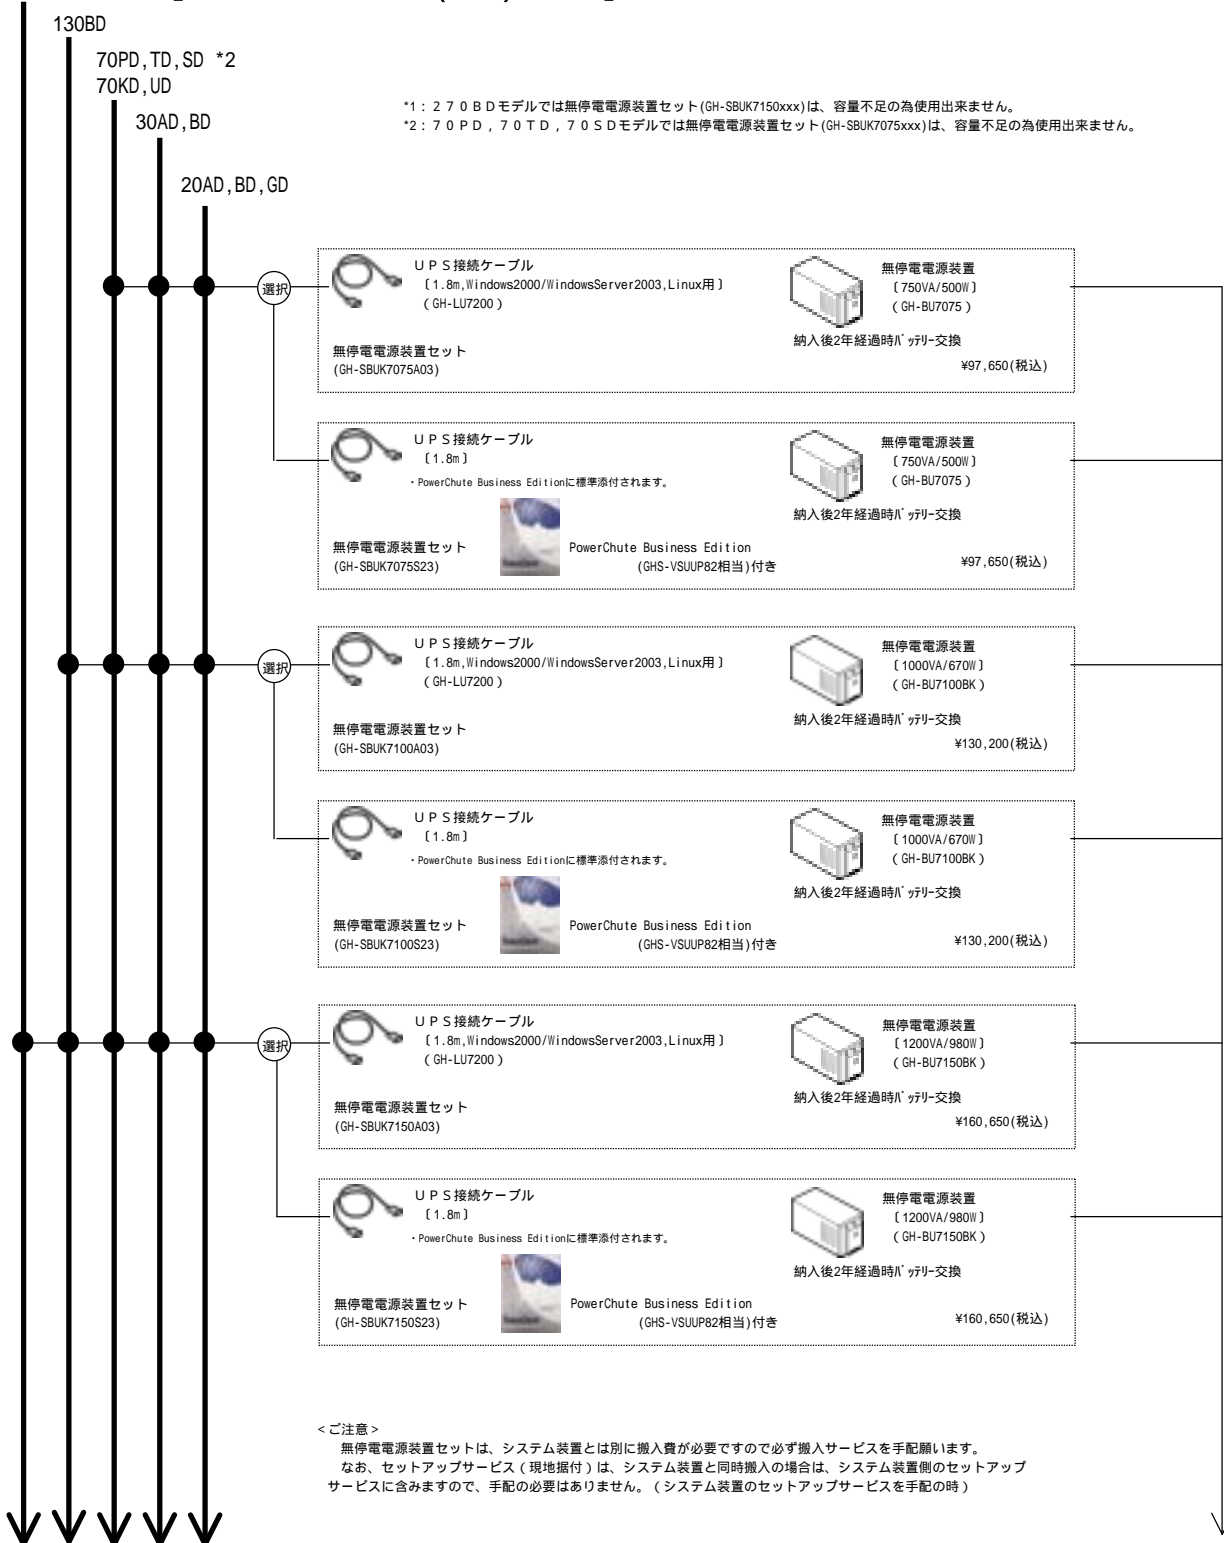 130BD
70PD,TD,SD *2
70KD,UD
30AD,BD
20AD,BD,GD
*1：２７０ＢＤモデルでは無停電電源装置セット(GH-SBUK7150xxx)は、容量不足の為使用出来ません。
*2：７０ＰＤ，７０ＴＤ，７０ＳＤモデルでは無停電電源装置セット(GH-SBUK7075xxx)は、容量不足の為使用出来ません。
選択
ＵＰＳ接続ケーブル
〔1.8m,Windows2000/WindowsServer2003,Linux用〕
（GH-LU7200）
無停電電源装置
〔750VA/500W〕
（GH-BU7075）
納入後2年経過時バッテリー交換
無停電電源装置セット
(GH-SBUK7075A03)
¥97,650(税込)
ＵＰＳ接続ケーブル
〔1.8m〕
・PowerChute Business Editionに標準添付されます。
無停電電源装置
〔750VA/500W〕
（GH-BU7075）
納入後2年経過時バッテリー交換
無停電電源装置セット
(GH-SBUK7075S23)
PowerChute Business Edition
(GHS-VSUUP82相当)付き
¥97,650(税込)
選択
ＵＰＳ接続ケーブル
〔1.8m,Windows2000/WindowsServer2003,Linux用〕
（GH-LU7200）
無停電電源装置
〔1000VA/670W〕
（GH-BU7100BK）
納入後2年経過時バッテリー交換
無停電電源装置セット
(GH-SBUK7100A03)
¥130,200(税込)
ＵＰＳ接続ケーブル
〔1.8m〕
・PowerChute Business Editionに標準添付されます。
無停電電源装置
〔1000VA/670W〕
（GH-BU7100BK）
納入後2年経過時バッテリー交換
無停電電源装置セット
(GH-SBUK7100S23)
PowerChute Business Edition
(GHS-VSUUP82相当)付き
¥130,200(税込)
選択
ＵＰＳ接続ケーブル
〔1.8m,Windows2000/WindowsServer2003,Linux用〕
（GH-LU7200）
無停電電源装置
〔1200VA/980W〕
（GH-BU7150BK）
納入後2年経過時バッテリー交換
無停電電源装置セット
(GH-SBUK7150A03)
¥160,650(税込)
ＵＰＳ接続ケーブル
〔1.8m〕
・PowerChute Business Editionに標準添付されます。
無停電電源装置
〔1200VA/980W〕
（GH-BU7150BK）
納入後2年経過時バッテリー交換
無停電電源装置セット
(GH-SBUK7150S23)
PowerChute Business Edition
(GHS-VSUUP82相当)付き
¥160,650(税込)
＜ご注意＞
無停電電源装置セットは、システム装置とは別に搬入費が必要ですので必ず搬入サービスを手配願います。
なお、セットアップサービス（現地据付）は、システム装置と同時搬入の場合は、システム装置側のセットアップ
サービスに含みますので、手配の必要はありません。（システム装置のセットアップサービスを手配の時）